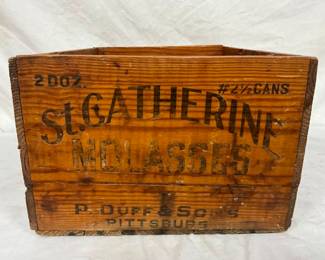 2 DOZ. #2½ CANS
St. CATHERINE
MOLASSES
P. DUFF & SONS
PITTSBURG